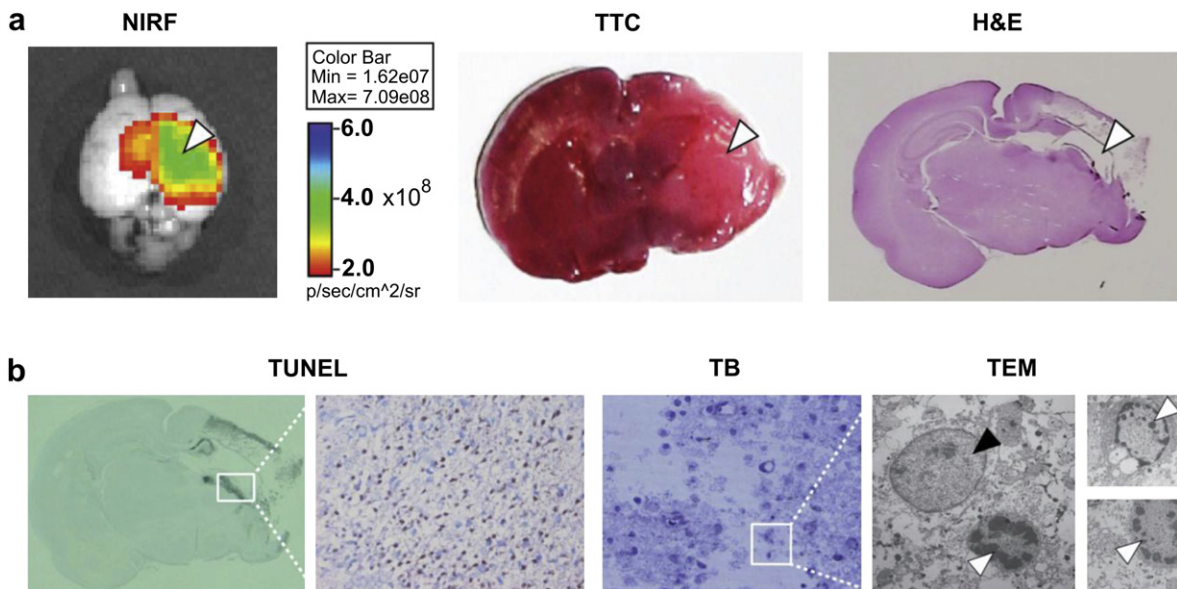 a
NIRF
TTC
H&E
Color Bar
Min = 1.62e07
Max= 7.09e08
6.0
4.0 x10^8
2.0
p/sec/cm^2/sr
b
TUNEL
TB
TEM